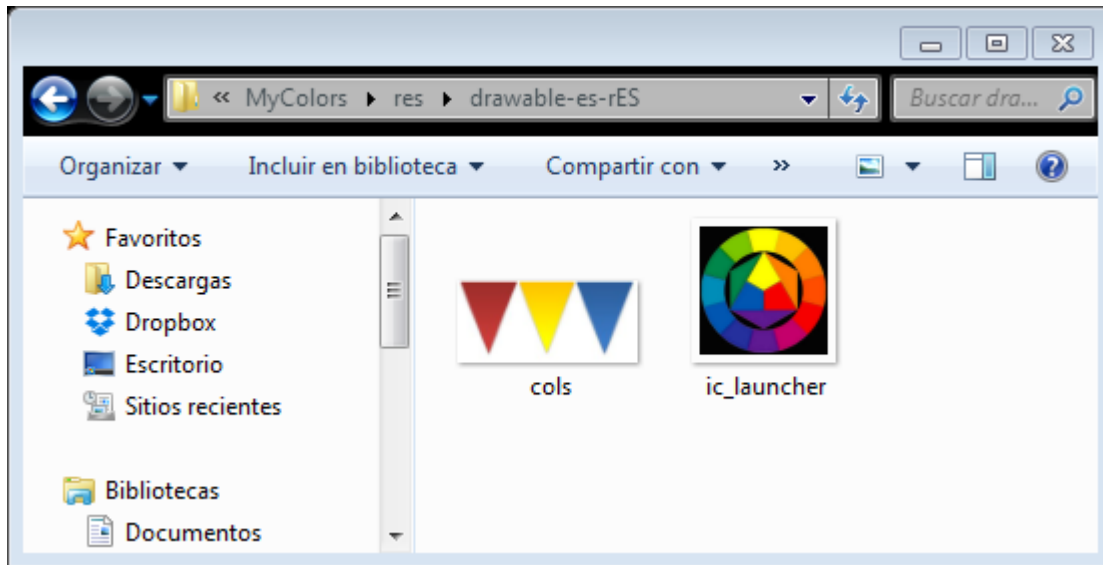 « MyColors ▸ res ▸ drawable-es-rES
Buscar dra...
Organizar
Incluir en biblioteca
Compartir con
»
Favoritos
Descargas
Dropbox
Escritorio
Sitios recientes
Bibliotecas
Documentos
cols
ic_launcher